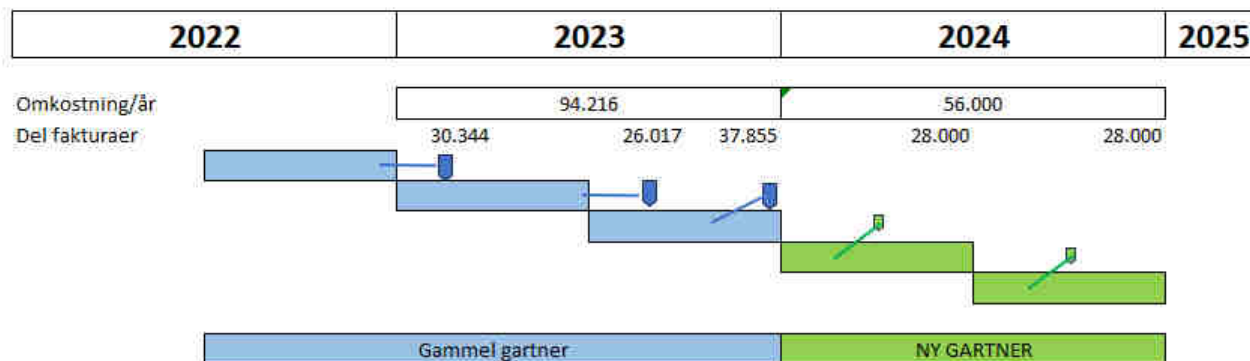 2022 2023 2024 2025
Omkostning/år 94.216 56.000
Del fakturaer 30.344 26.017 37.855 28.000 28.000
Gammel gartner NY GARTNER